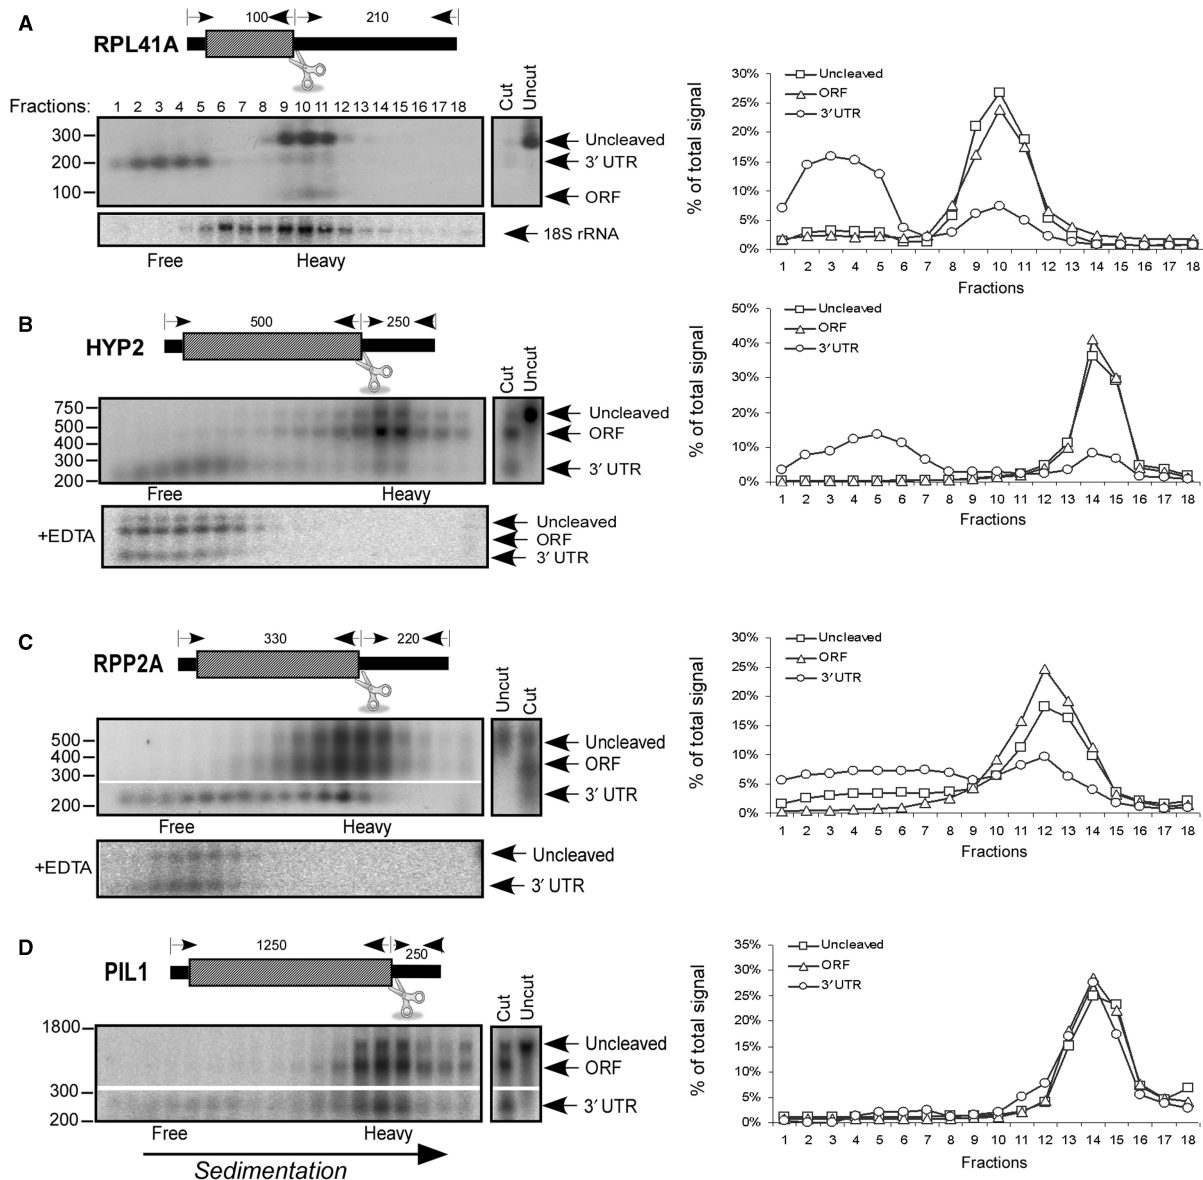 A
100 210
RPL41A
Fractions: 1 2 3 4 5 6 7 8 9 10 11 12 13 14 15 16 17 18
Cut Uncut
300
200
100
Uncleaved
3′ UTR
ORF
18S rRNA
Free Heavy
30%
25%
20%
15%
10%
5%
0%
% of total signal
Uncleaved
ORF
3′UTR
1 2 3 4 5 6 7 8 9 10 11 12 13 14 15 16 17 18
Fractions
B
500 250
HYP2
Cut Uncut
750
500
400
300
200
Uncleaved
ORF
3′ UTR
Free Heavy
+EDTA
Uncleaved
ORF
3′ UTR
50%
40%
30%
20%
10%
0%
% of total signal
Uncleaved
ORF
3′UTR
1 2 3 4 5 6 7 8 9 10 11 12 13 14 15 16 17 18
Fractions
C
330 220
RPP2A
Uncut Cut
500
400
300
200
Uncleaved
ORF
3′ UTR
Free Heavy
+EDTA
Uncleaved
3′ UTR
30%
25%
20%
15%
10%
5%
0%
% of total signal
Uncleaved
ORF
3′UTR
1 2 3 4 5 6 7 8 9 10 11 12 13 14 15 16 17 18
Fractions
D
1250 250
PIL1
Cut Uncut
1800
300
200
Uncleaved
ORF
3′ UTR
Free Heavy
Sedimentation
35%
30%
25%
20%
15%
10%
5%
0%
% of total signal
Uncleaved
ORF
3′UTR
1 2 3 4 5 6 7 8 9 10 11 12 13 14 15 16 17 18
Fractions